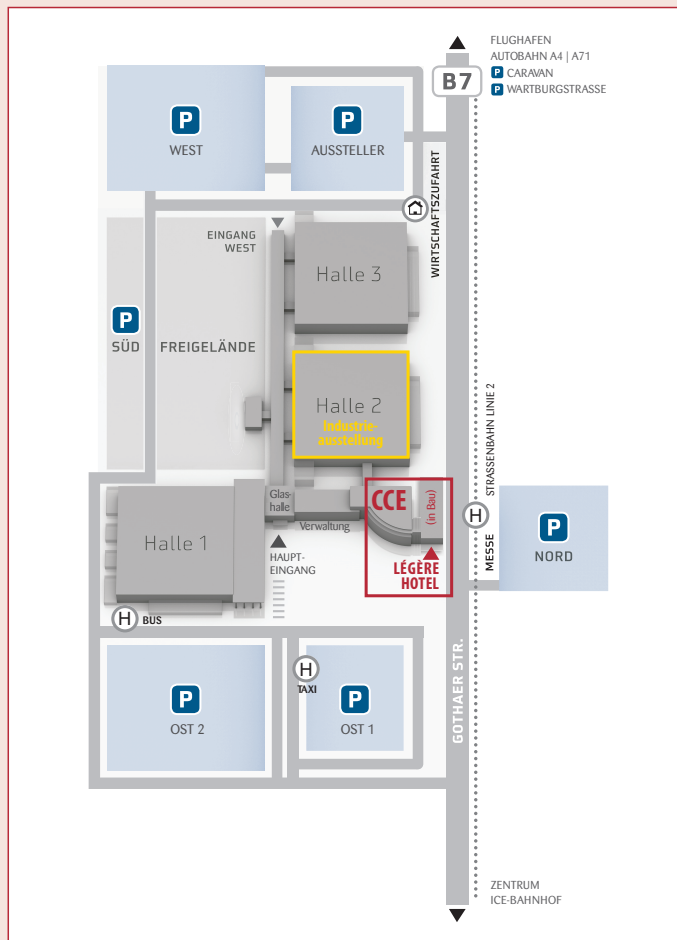 FLUGHAFEN
AUTOBAHN A4 | A71
P CARAVAN
P WARTBURGSTRASSE
B7
P
WEST
P
AUSSTELLER
WIRTSCHAFTSZUFAHRT
EINGANG
WEST
Halle 3
P
SÜD
FREIGELÄNDE
Halle 2
Industrie-
ausstellung
STRASSENBAHN LINIE 2
Glas-
halle
Verwaltung
CCE
(in Bau)
H
MESSE
P
NORD
Halle 1
HAUPT-
EINGANG
LÉGÈRE
HOTEL
H BUS
H
TAXI
P
OST 2
P
OST 1
GOTHAER STR.
ZENTRUM
ICE-BAHNHOF